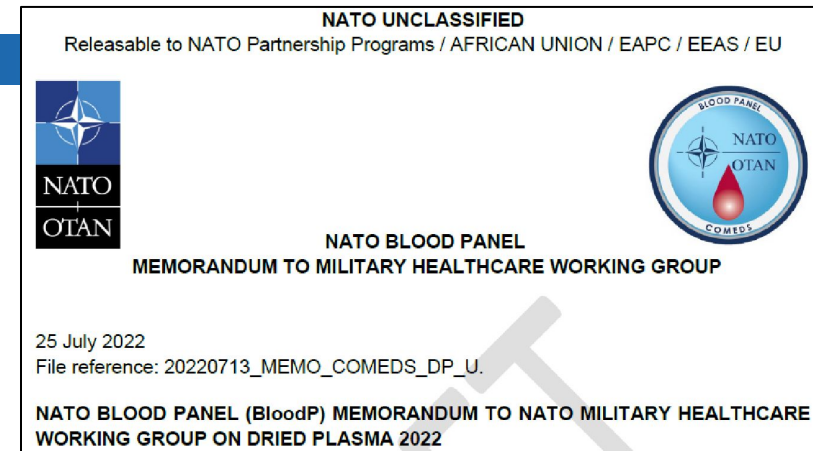 NATO UNCLASSIFIED
Releasable to NATO Partnership Programs / AFRICAN UNION / EAPC / EEAS / EU
NATO
OTAN
BLOOD PANEL
NATO
OTAN
COMEDS
NATO BLOOD PANEL
MEMORANDUM TO MILITARY HEALTHCARE WORKING GROUP
25 July 2022
File reference: 20220713_MEMO_COMEDS_DP_U.
NATO BLOOD PANEL (BloodP) MEMORANDUM TO NATO MILITARY HEALTHCARE
WORKING GROUP ON DRIED PLASMA 2022